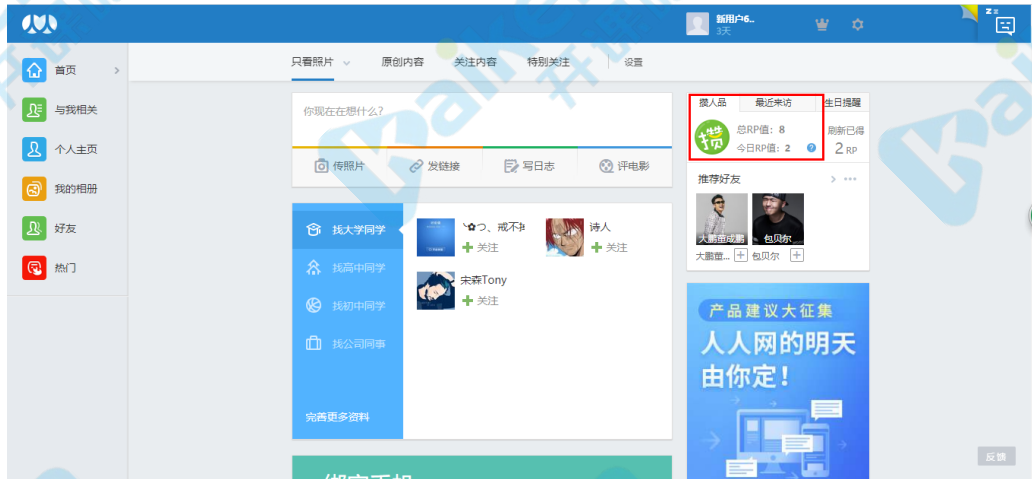 新用户6..
3天
z z
首页
与我相关
个人主页
我的相册
好友
热门
只看照片
原创内容
关注内容
特别关注
设置
你现在在想什么?
传照片
发链接
写日志
评电影
找大学同学
找高中同学
找初中同学
找公司同事
完善更多资料
诗人
关注
关注
宋森Tony
关注
攒人品
最近来访
生日提醒
攒
总RP值: 8
今日RP值: 2
刷新已得
2 RP
推荐好友
包贝尔
大鹏董...
包贝尔
产品建议大征集
人人网的明天
由你定!
绑定手机
反馈
Kaike
开课吧